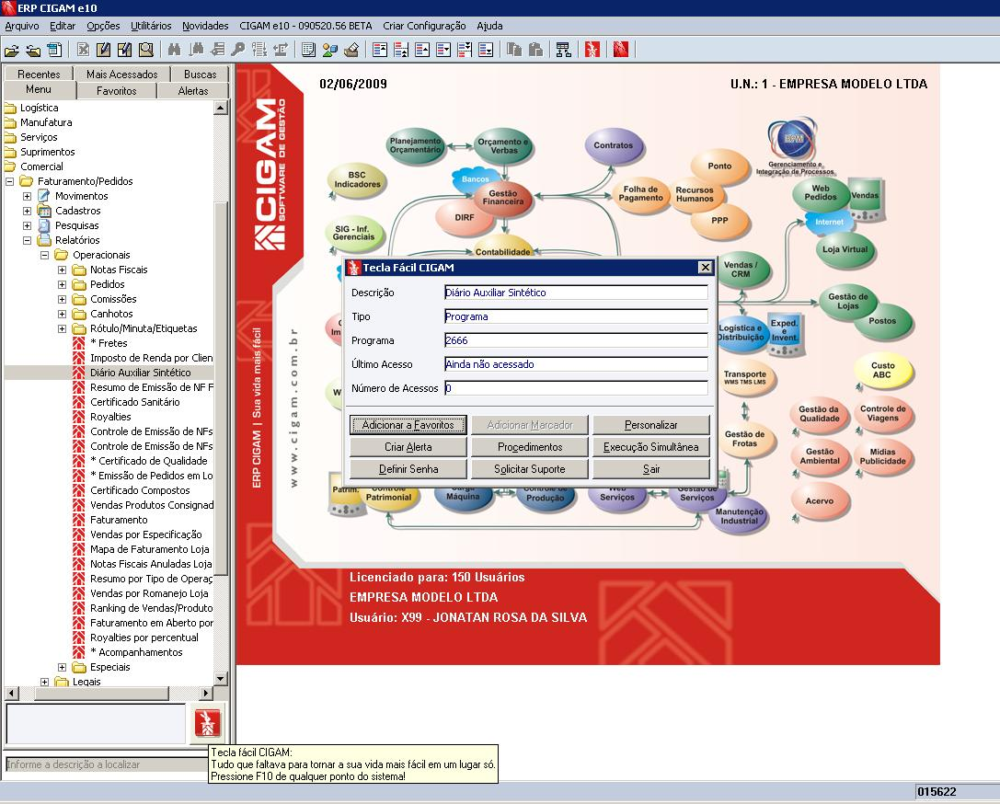 ERP CIGAM e10
Arquivo Editar Opções Utilitários Novidades CIGAM e10 - 090520.56 BETA Criar Configuração Ajuda
Recentes Mais Acessados Buscas
Menu Favoritos Alertas
Logística
Manufatura
Serviços
Suprimentos
Comercial
Faturamento/Pedidos
Movimentos
Cadastros
Pesquisas
Relatórios
Operacionais
Notas Fiscais
Pedidos
Comissões
Canhotos
Rótulo/Minuta/Etiquetas
* Fretes
Imposto de Renda por Clien
Diário Auxiliar Sintético
Resumo de Emissão de NF F
Certificado Sanitário
Royalties
Controle de Emissão de NFs
Controle de Emissão de NFs
* Certificado de Qualidade
* Emissão de Pedidos em Lo
Certificado Compostos
Vendas Produtos Consignad
Faturamento
Vendas por Especificação
Mapa de Faturamento Loja
Notas Fiscais Anuladas Loja
Resumo por Tipo de Operaç
Vendas por Romanejo Loja
Ranking de Vendas/Produto
Faturamento em Aberto por
Royalties por percentual
* Acompanhamentos
Especiais
Legais
Informe a descrição a localizar
Tecla fácil CIGAM:
Tudo que faltava para tornar a sua vida mais fácil em um lugar só.
Pressione F10 de qualquer ponto do sistema!
CIGAM
SOFTWARE DE GESTÃO
ERP CIGAM | Sua vida mais fácil
www.cigam.com.br
02/06/2009
U.N.: 1 - EMPRESA MODELO LTDA
Planejamento
Orçamentário
Orçamento e
Verbas
Contratos
EGIPE
Gerenciamento e
Integração de Processos
BSC
Indicadores
Bancos
Gestão
Financeira
DIRF
Folha de
Pagamento
Ponto
Recursos
Humanos
PPP
Web
Pedidos
Vendas
Internet
Loja Virtual
SIG - Inf.
Gerenciais
Contabilidade
Vendas /
CRM
Gestão de
Lojas
Postos
Logística e
Distribuição
Exped.
e
Invent.
Transporte
WMS TMS LMS
Custo
ABC
Gestão da
Qualidade
Controle de
Viagens
Gestão de
Frotas
Gestão
Ambiental
Mídias
Publicidade
Acervo
Patrim.
Controle
Patrimonial
Carga
Máquina
Controle de
Produção
Web
Serviços
Gestão de
Serviços
Manutenção
Industrial
Tecla Fácil CIGAM
Descrição Diário Auxiliar Sintético
Tipo Programa
Programa 2666
Último Acesso Ainda não acessado
Número de Acessos 0
Adicionar a Favoritos Adicionar Marcador Personalizar
Criar Alerta Procedimentos Execução Simultânea
Definir Senha Solicitar Suporte Sair
Licenciado para: 150 Usuários
EMPRESA MODELO LTDA
Usuário: X99 - JONATAN ROSA DA SILVA
015622